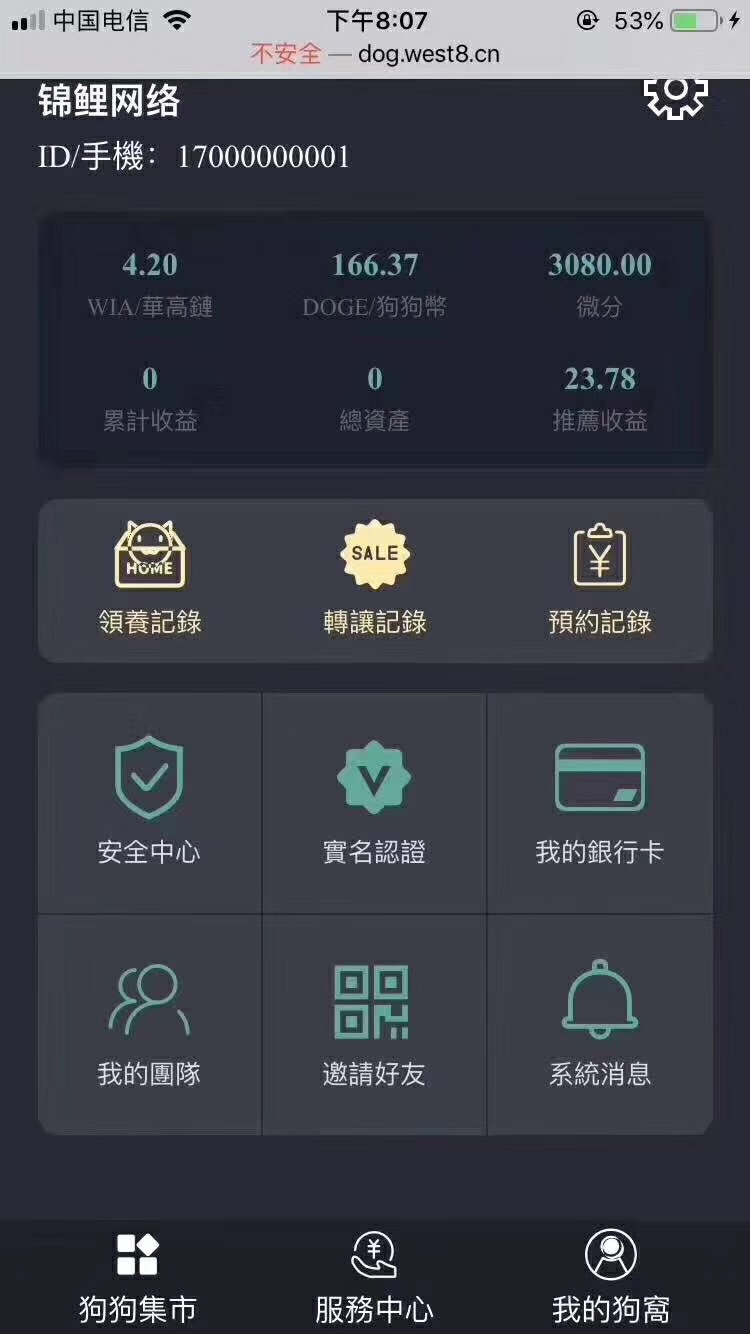 中国电信 下午8:07 53%
不安全 — dog.west8.cn
锦鲤网络
ID/手機：17000000001
4.20 166.37 3080.00
WIA/華高鏈 DOGE/狗狗幣 微分
0 0 23.78
累計收益 總資產 推薦收益
HOME SALE
領養記錄 轉讓記錄 預約記錄
安全中心 實名認證 我的銀行卡
我的團隊 邀請好友 系統消息
狗狗集市 服務中心 我的狗窩